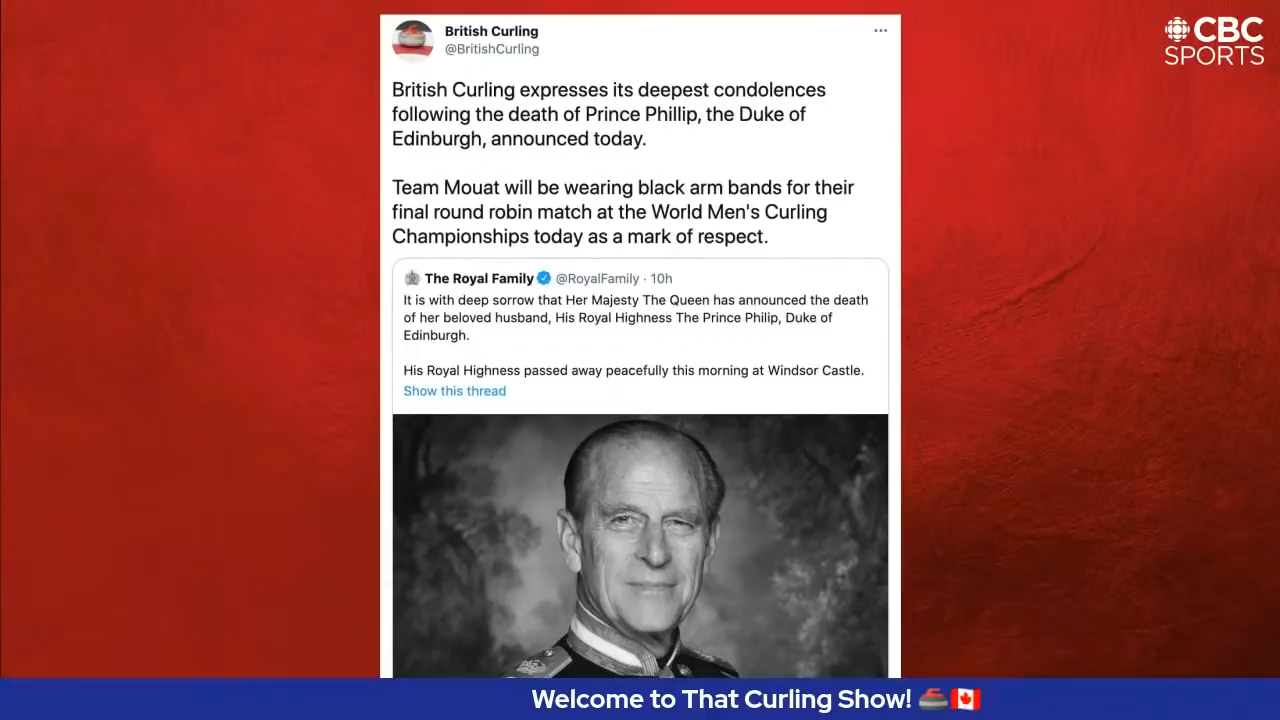 British Curling
@BritishCurling
CBC
SPORTS
British Curling expresses its deepest condolences
following the death of Prince Phillip, the Duke of
Edinburgh, announced today.
Team Mouat will be wearing black arm bands for their
final round robin match at the World Men's Curling
Championships today as a mark of respect.
The Royal Family @RoyalFamily · 10h
It is with deep sorrow that Her Majesty The Queen has announced the death
of her beloved husband, His Royal Highness The Prince Philip, Duke of
Edinburgh.
His Royal Highness passed away peacefully this morning at Windsor Castle.
Show this thread
Welcome to That Curling Show! 🥌🇨🇦